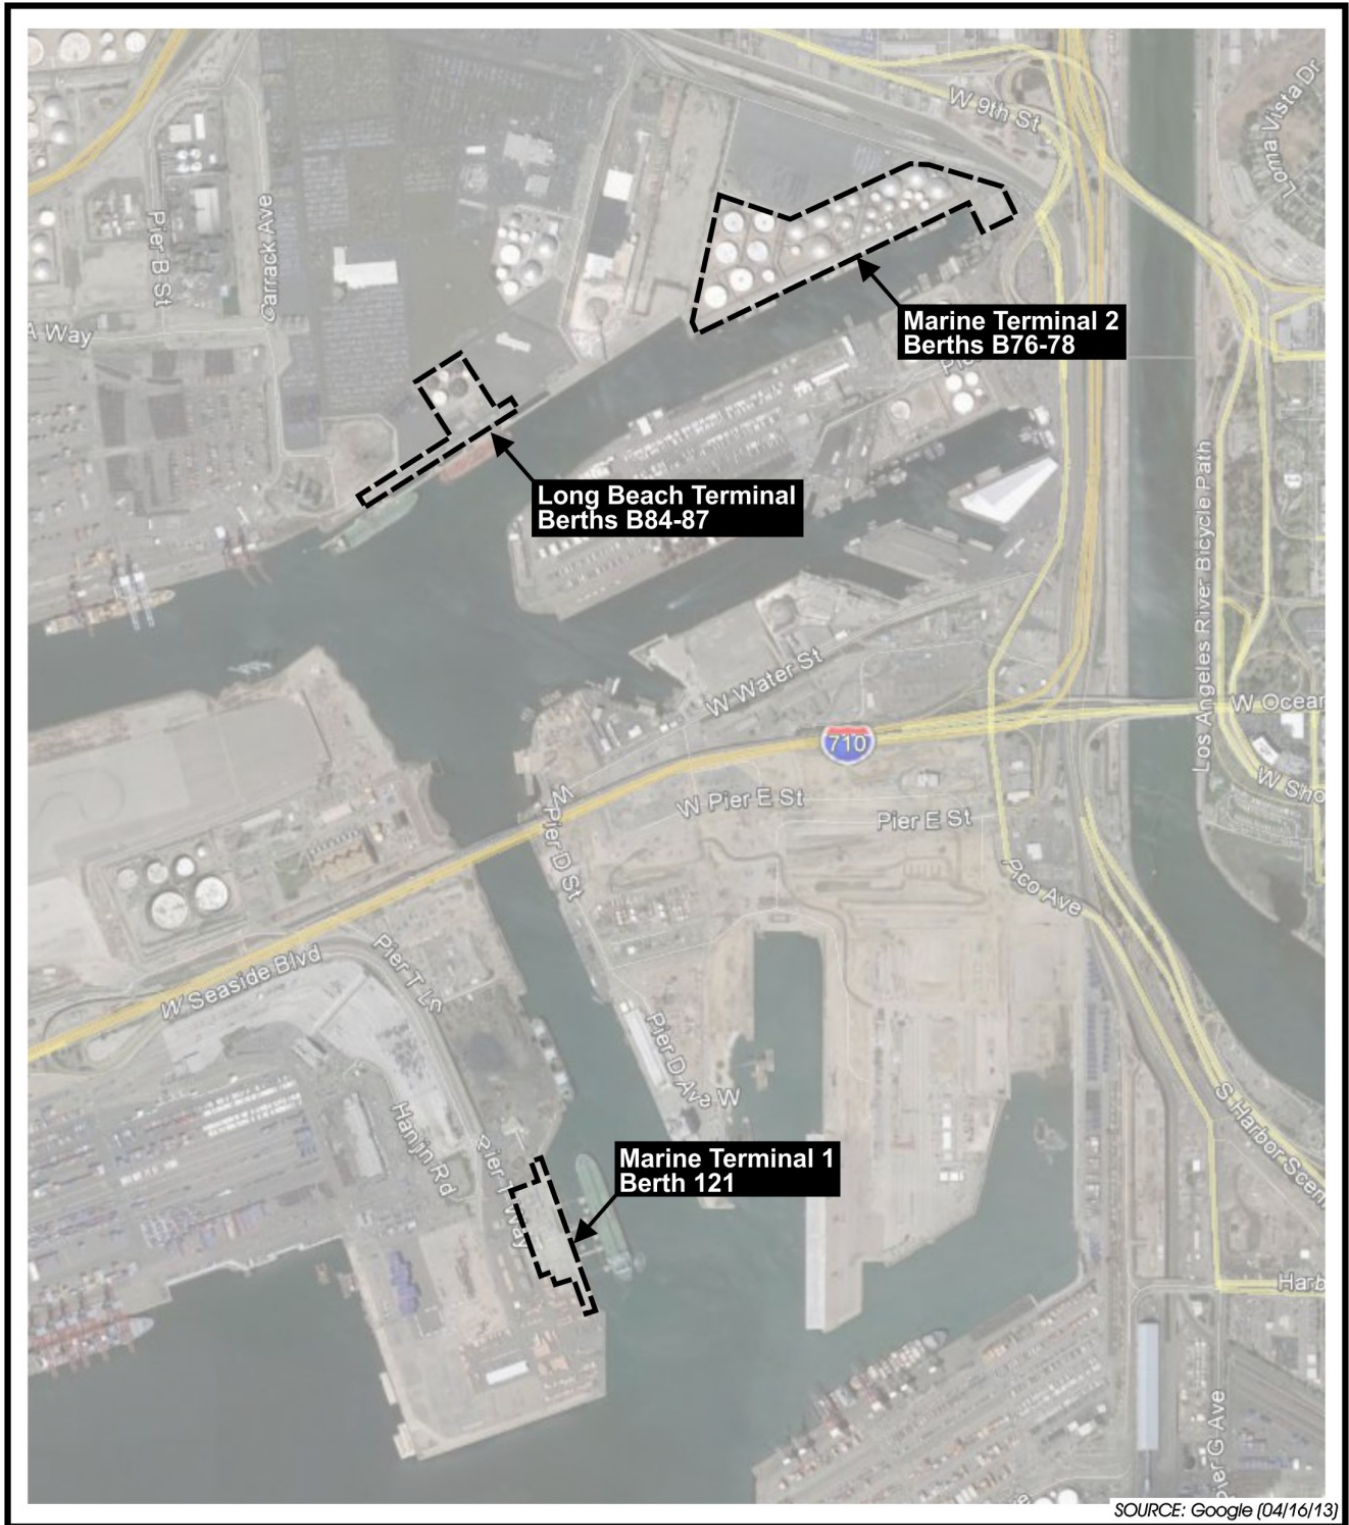 W 9th St
Loma Vista Dr
Pier B St
Carrack Ave
A Way
Marine Terminal 2
Berths B76-78
Long Beach Terminal
Berths B84-87
Los Angeles River Bicycle Path
W Water St
W Ocean
710
W Sho
W Pier E St
Pier E St
W Pier D St
Pico Ave
W Seaside Blvd
Pier T Ln
Pier D Ave W
S Harbor Scen
Hanjin Rd
Pier T Way
Marine Terminal 1
Berth 121
Harb
Pier G Ave
SOURCE: Google (04/16/13)